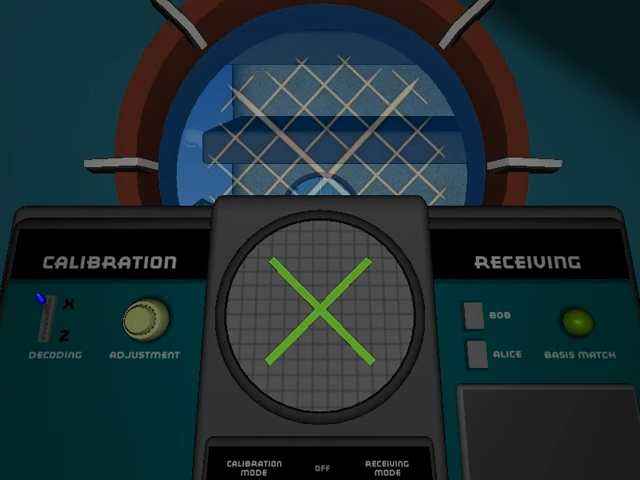 CALIBRATION
X
Z
DECODING
ADJUSTMENT
RECEIVING
BOB
ALICE
BASIS MATCH
CALIBRATION
MODE
OFF
RECEIVING
MODE